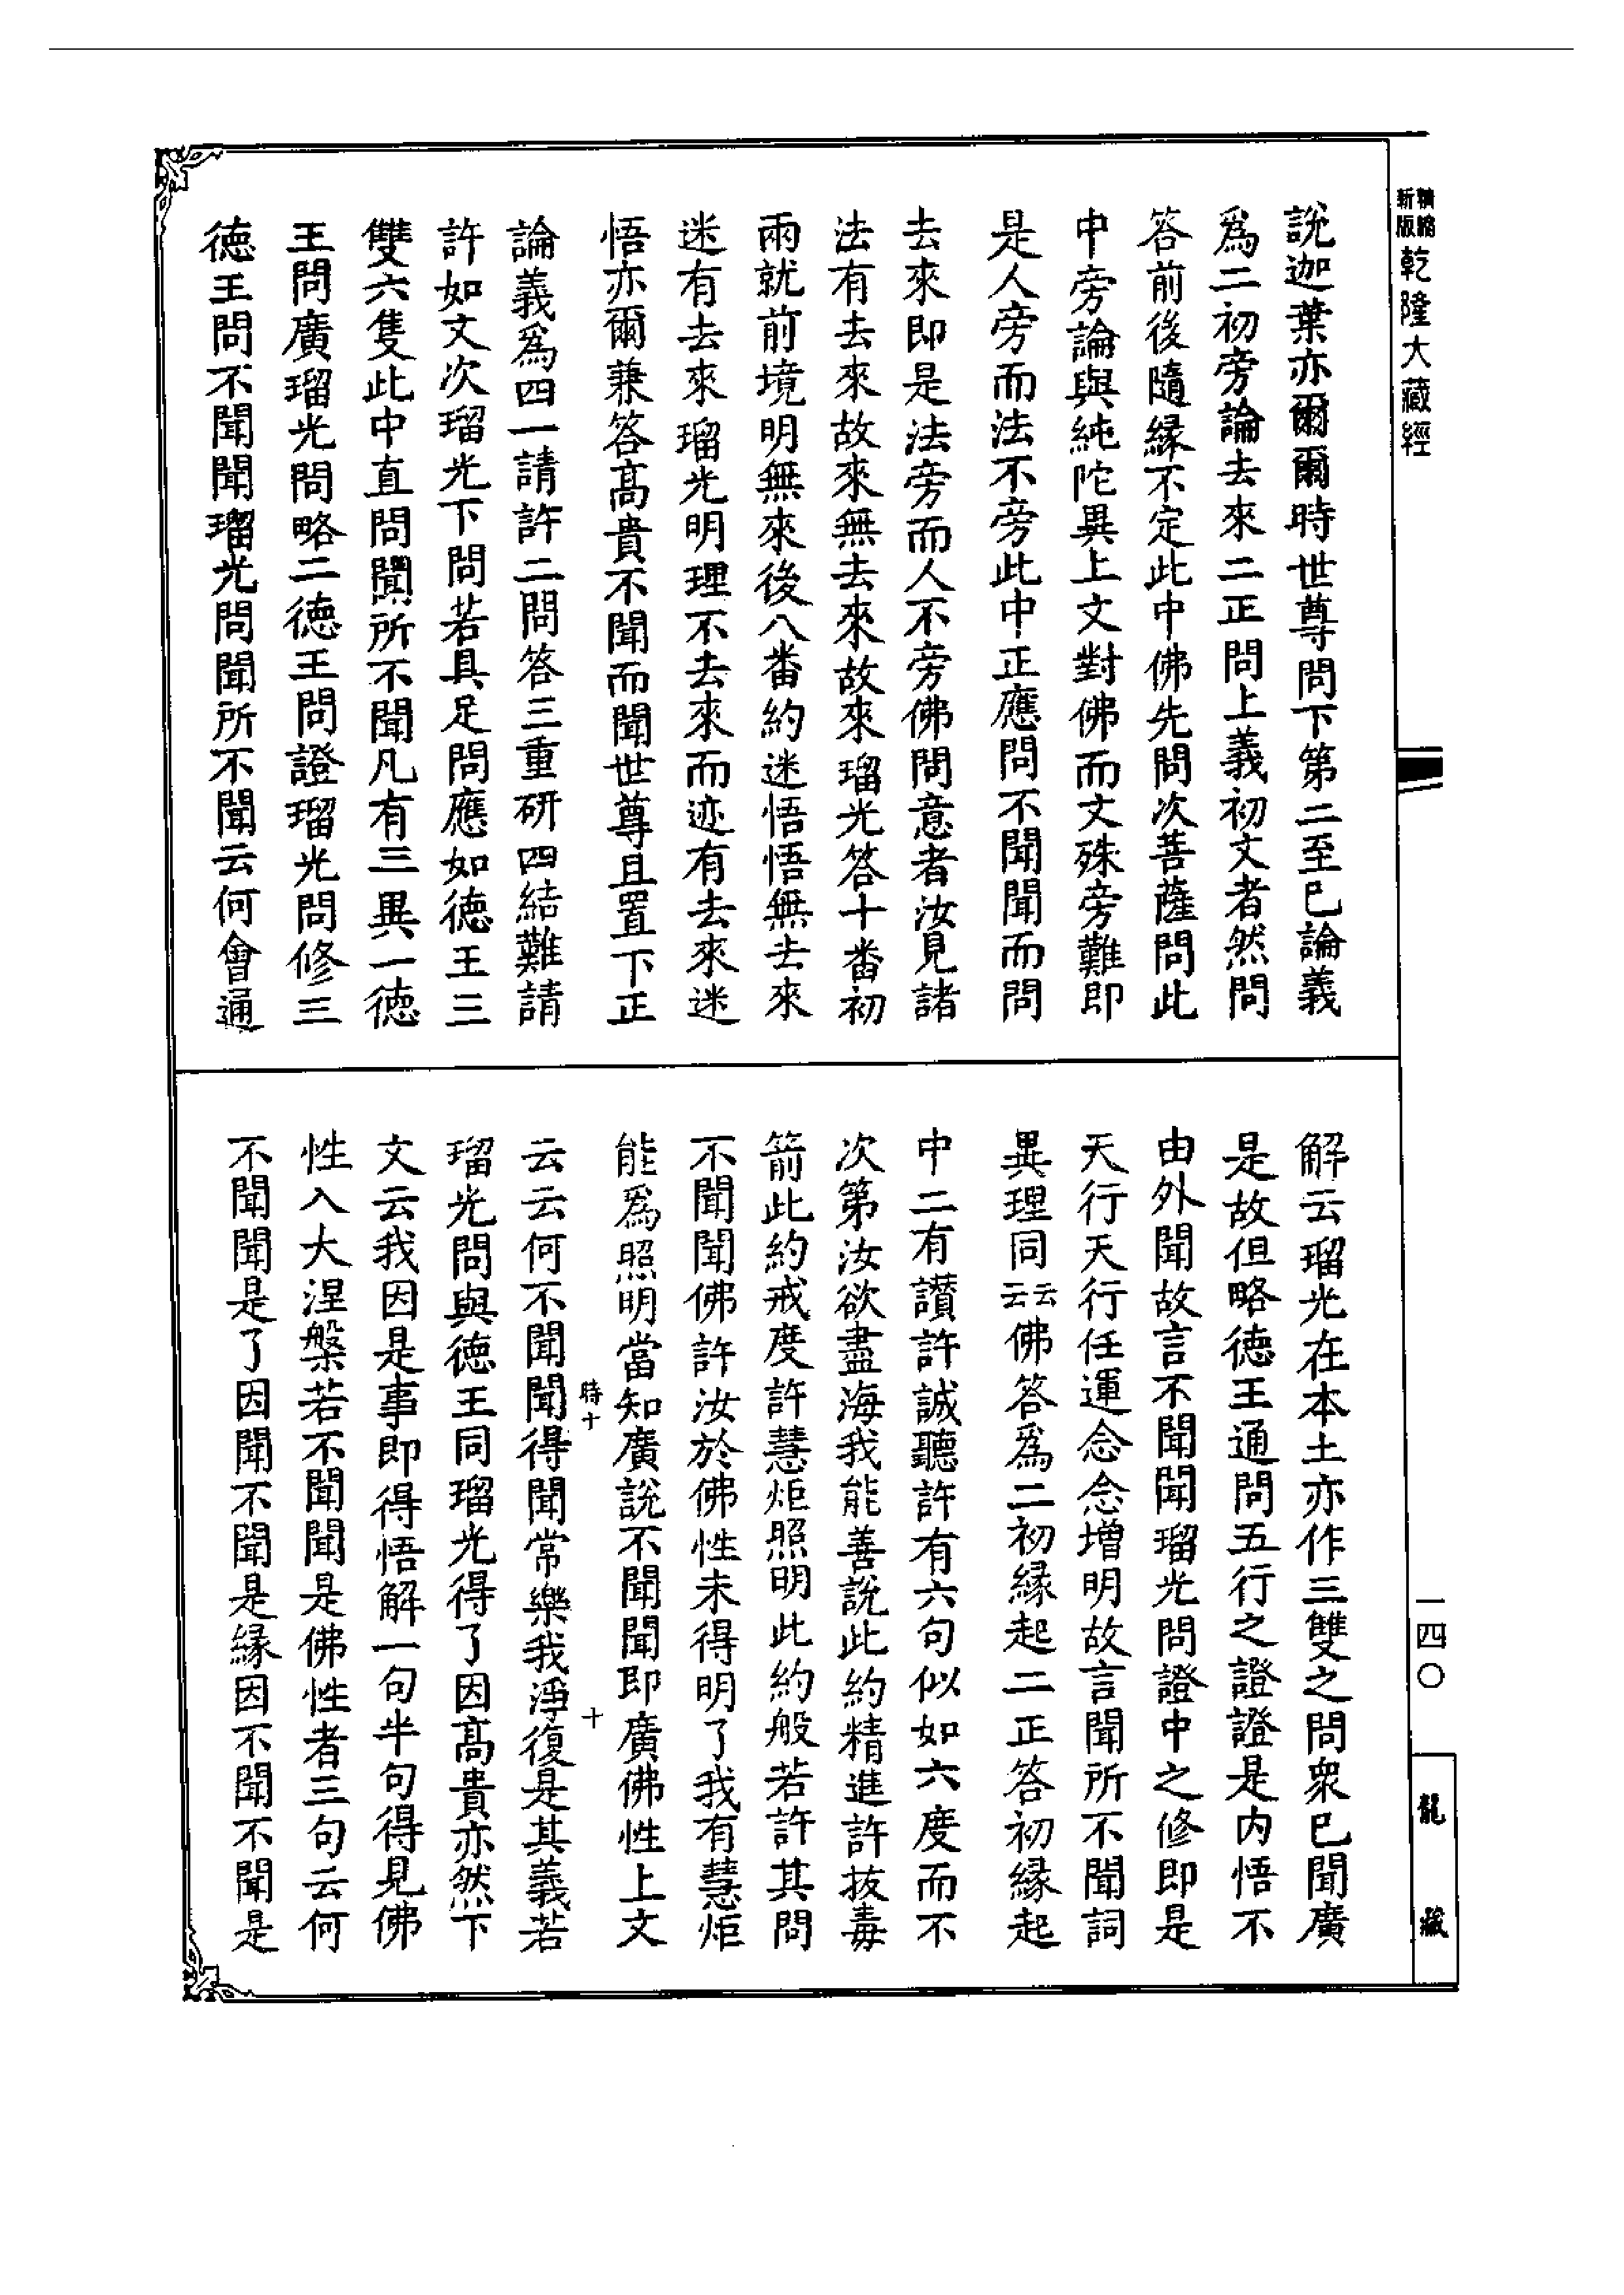 精縮新版乾隆大藏經
說迦葉亦爾爾時世尊問下第二至巳論義
爲二初旁論去來二正問上義初文者然問
答前後隨緣不定此中佛先問次菩薩問此
中旁論與純陀異上文對佛而文殊旁難即
是人旁而法不旁此中正應問不聞聞而問
去來即是法旁而人不旁佛問意者汝見諸
法有去來故來無去來故來瑠光答十番初
兩就前境明無來後八番約迷悟悟無去來
迷有去來瑠光明理不去來而迹有去來迷
悟亦爾兼答高貴不聞而聞世尊且置下正
論義爲四一請許二問答三重研四結難請
許如文次瑠光下問若具足問應如德王三
雙六隻此中直問聞所不聞凡有三異一德
王問廣瑠光問略二德王問證瑠光問修三
德王問不聞聞瑠光問聞所不聞云何會通
解云瑠光在本土亦作三雙之問衆巳聞廣
是故但略德王通問五行之證證是內悟不
由外聞故言不聞聞瑠光問證中之修即是
天行天行任運念念增明故言聞所不聞詞
異理同云云佛答爲二初緣起二正答初緣起
中二有讃許誠聽許有六句似如六度而不
次第汝欲盡海我能善說此約精進許拔毒
箭此約戒度許慧炬照明此約般若許其問
不聞聞佛許汝於佛性未得明了我有慧炬
能爲照明當知廣說不聞聞即廣佛性上文
時十　十
云云何不聞聞得聞常樂我淨復是其義若
瑠光問與德王同瑠光得了因高貴亦然下
文云我因是事即得悟解一句半句得見佛
性入大涅槃若不聞聞是佛性者三句云何
不聞聞是了因聞不聞是緣因不聞不聞是
一四〇
龍藏